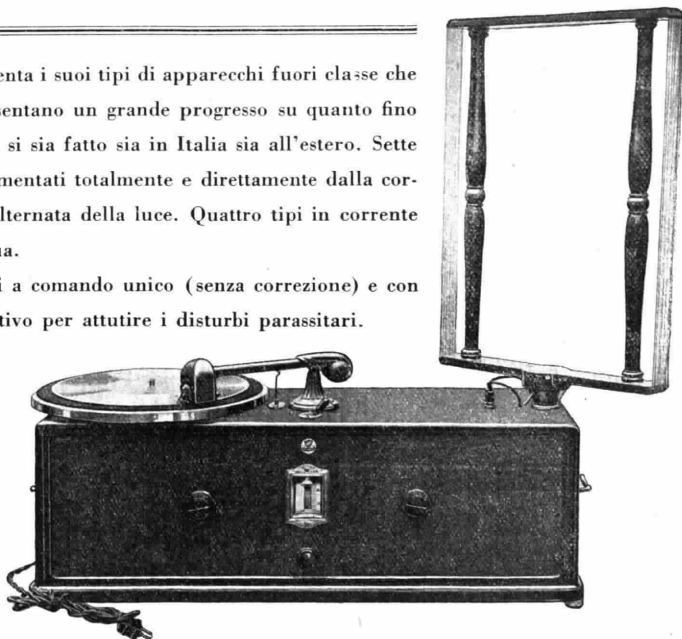 enta i suoi tipi di apparecchi fuori classe che
sentano un grande progresso su quanto fino
si sia fatto sia in Italia sia all'estero. Sette
mentati totalmente e direttamente dalla cor-
lternata della luce. Quattro tipi in corrente
ua.
i a comando unico (senza correzione) e con
tivo per attutire i disturbi parassitari.